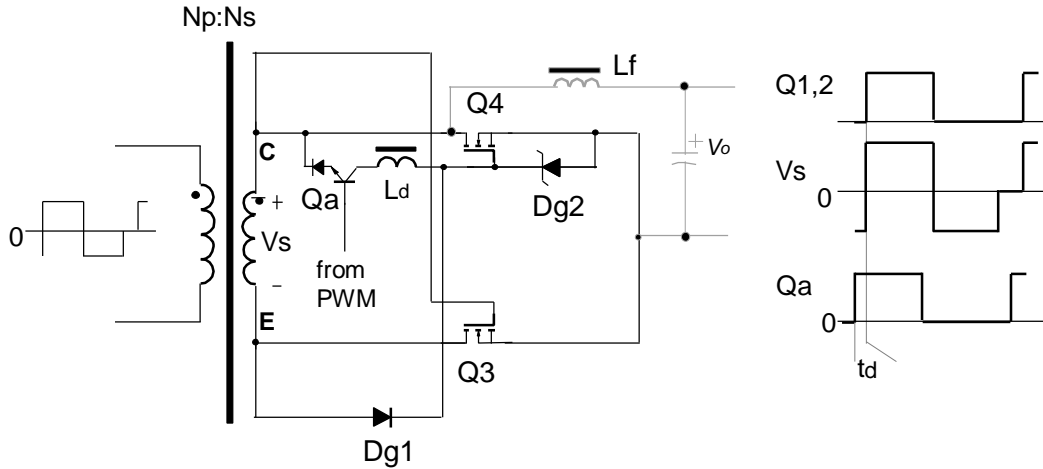 Np:Ns
Lf
Q4
Q1,2
C
+
Vo
Vs
0
Qa
Ld
Dg2
+
Vs
0
from
PWM
−
Qa
0
E
Q3
td
Dg1